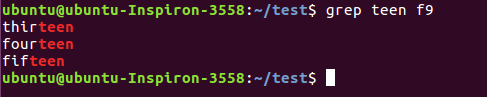 ubuntu@ubuntu-Inspiron-3558:~/test$ grep teen f9
thirteen
fourteen
fifteen
ubuntu@ubuntu-Inspiron-3558:~/test$